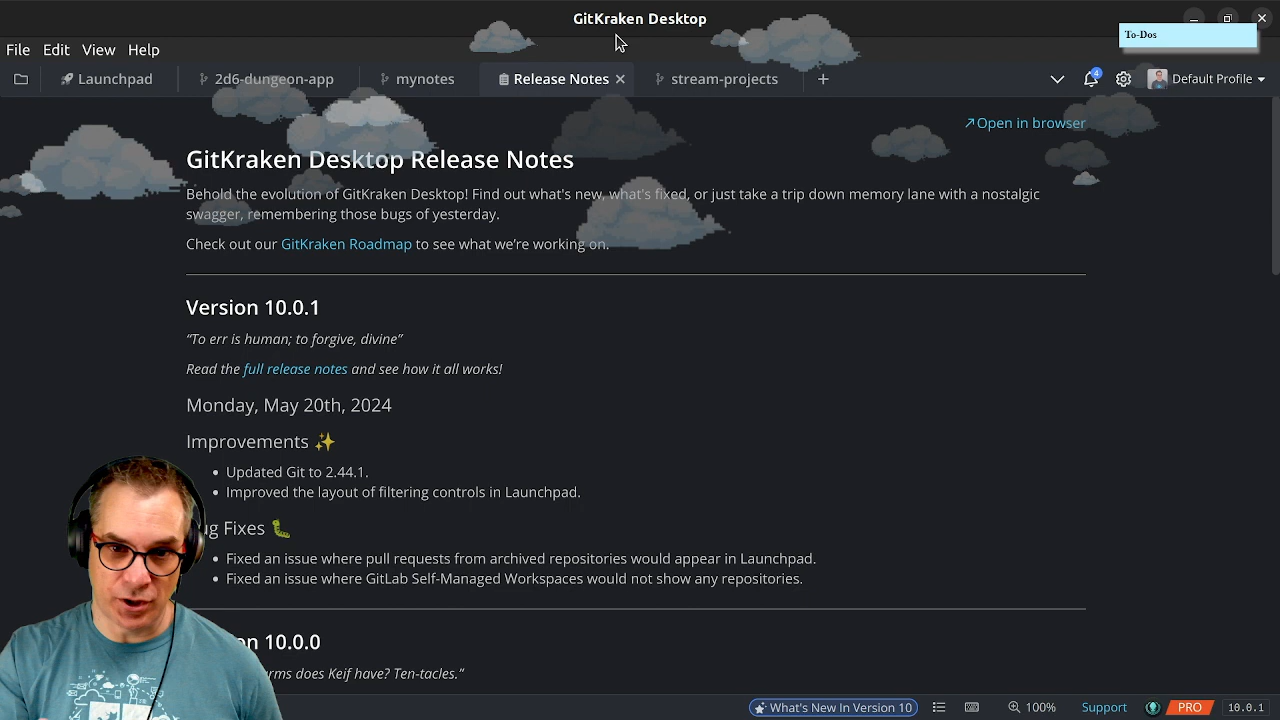 GitKraken Desktop
To-Dos
File Edit View Help
Launchpad 2d6-dungeon-app mynotes Release Notes stream-projects 4 Default Profile
Open in browser
GitKraken Desktop Release Notes
Behold the evolution of GitKraken Desktop! Find out what's new, what's fixed, or just take a trip down memory lane with a nostalgic
swagger, remembering those bugs of yesterday.
Check out our GitKraken Roadmap to see what we're working on.
Version 10.0.1
“To err is human; to forgive, divine”
Read the full release notes and see how it all works!
Monday, May 20th, 2024
Improvements ✨
• Updated Git to 2.44.1.
• Improved the layout of filtering controls in Launchpad.
ug Fixes 🐛
• Fixed an issue where pull requests from archived repositories would appear in Launchpad.
• Fixed an issue where GitLab Self-Managed Workspaces would not show any repositories.
on 10.0.0
rms does Keif have? Ten-tacles.”
What's New In Version 10 100% Support PRO 10.0.1